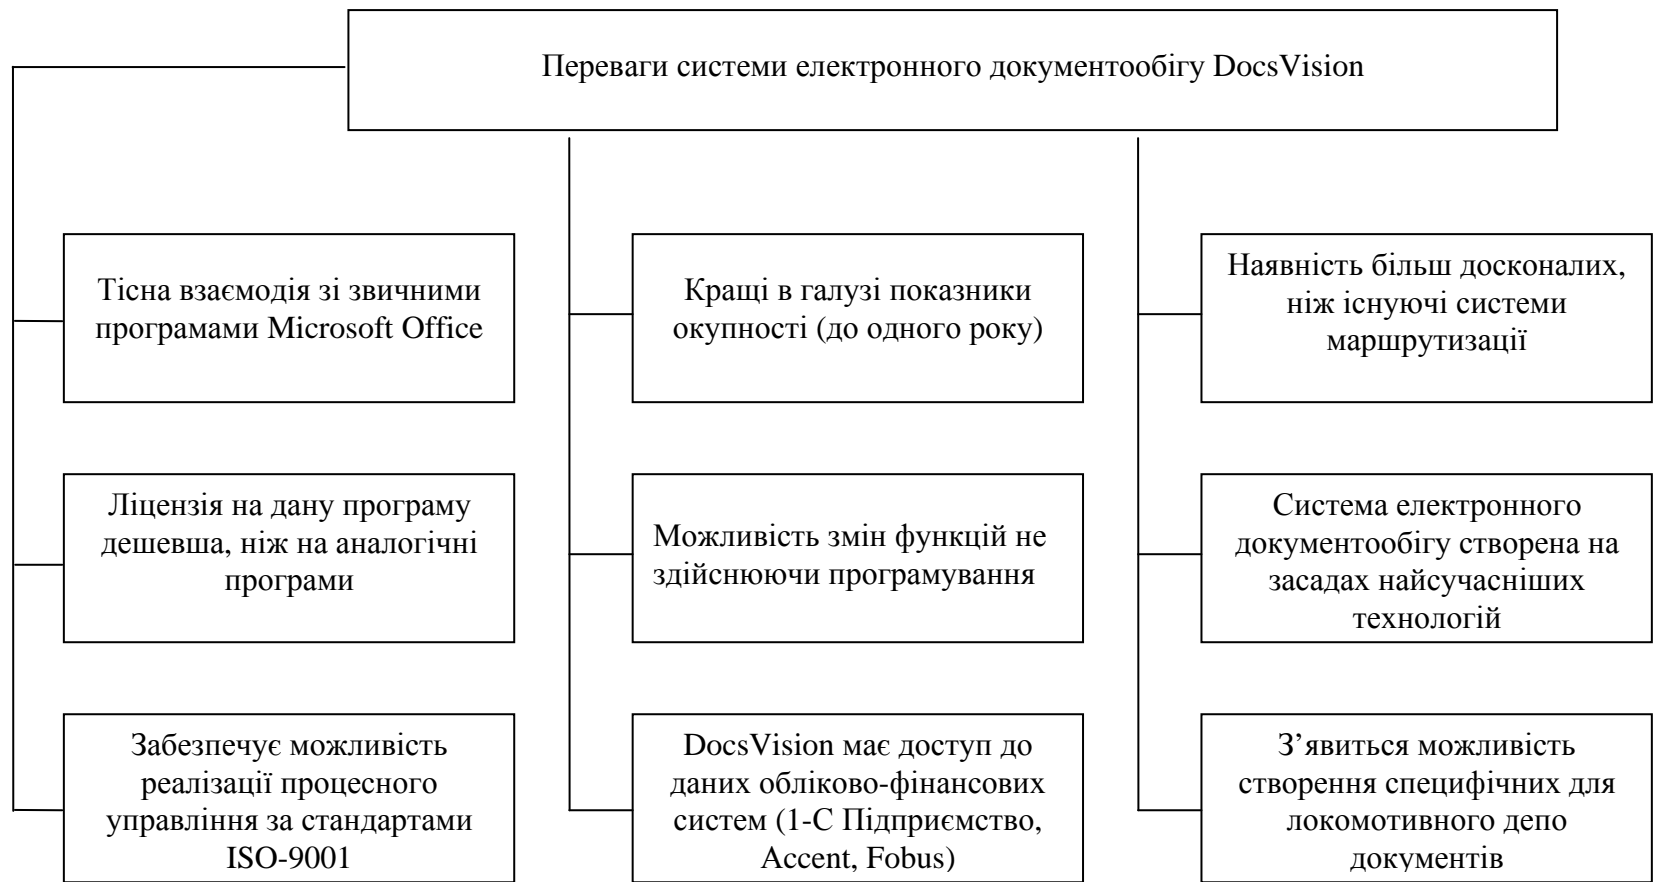 Переваги системи електронного документообігу DocsVision
Тісна взаємодія зі звичними
програмами Microsoft Office
Кращі в галузі показники
окупності (до одного року)
Наявність більш досконалих,
ніж існуючі системи
маршрутизації
Ліцензія на дану програму
дешевша, ніж на аналогічні
програми
Можливість змін функцій не
здійснюючи програмування
Система електронного
документообігу створена на
засадах найсучасніших
технологій
Забезпечує можливість
реалізації процесного
управління за стандартами
ISO-9001
DocsVision має доступ до
даних обліково-фінансових
систем (1-С Підприємство,
Accent, Fobus)
З’явиться можливість
створення специфічних для
локомотивного депо
документів